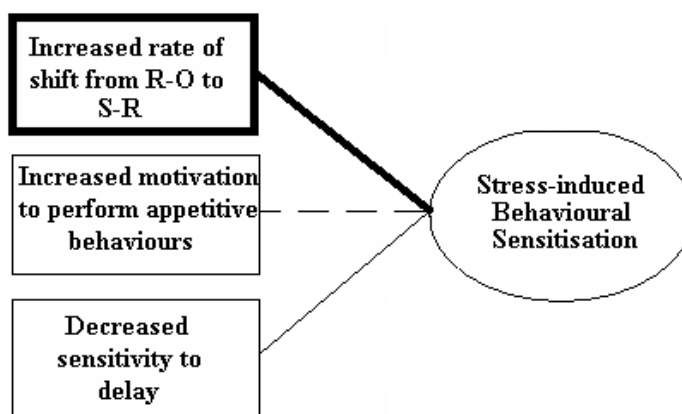 Increased rate of
shift from R-O to
S-R
Increased motivation
to perform appetitive
behaviours
Decreased
sensitivity to
delay
Stress-induced
Behavioural
Sensitisation